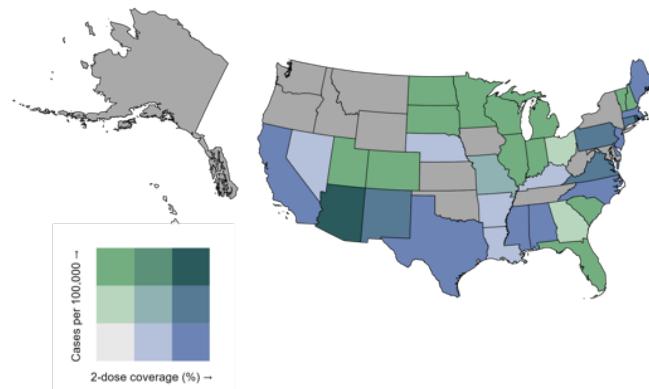 Cases per 100,000 →
2-dose coverage (%) →